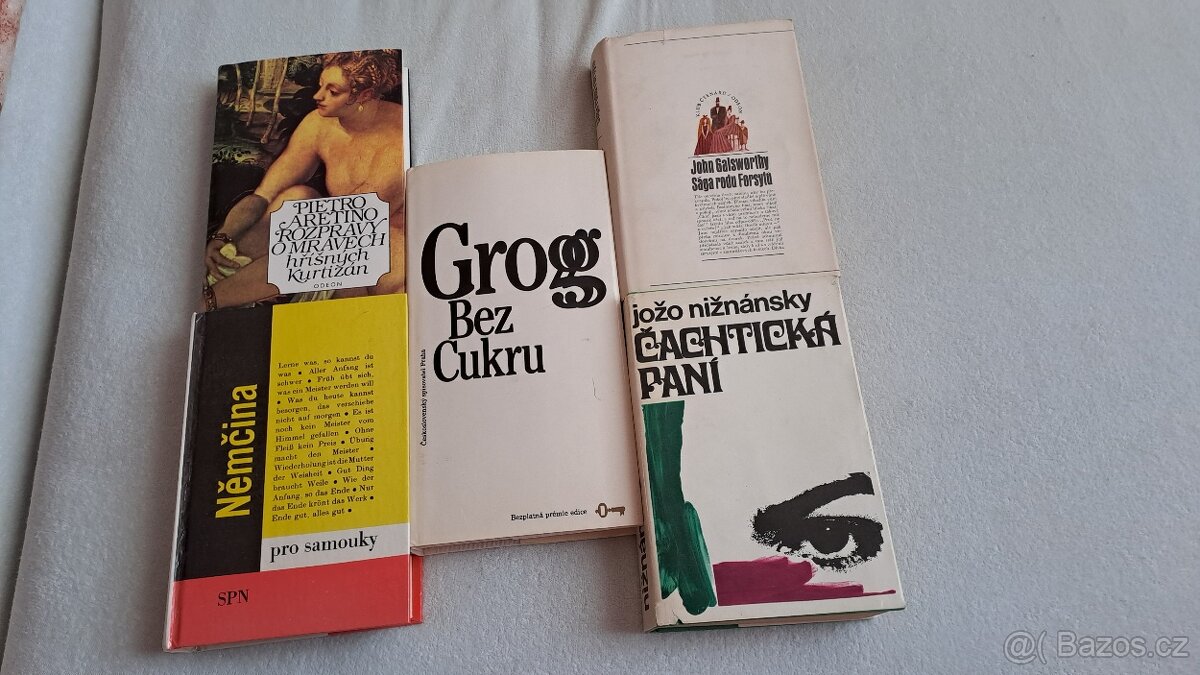 PIETRO
ARETINO
ROZPRAVY
O MRAVECH
hříšných
kurtizán
ODEON
Němčina
Lerne was, so kannst du
was • Aller Anfang ist
schwer • Früh übt sich,
was ein Meister werden will
• Was du heute kannst
besorgen, das verschiebe
nicht auf morgen • Es ist
noch kein Meister vom
Himmel gefallen • Ohne
Fleiß kein Preis • Übung
macht den Meister •
Wiederholung ist die Mutter
der Weisheit • Gut Ding
braucht Weile • Wie der
Anfang, so das Ende • Nur
das Ende krönt das Werk •
Ende gut, alles gut •
pro samouky
SPN
Grog
Bez
Cukru
Československý spisovatel Praha
Bezplatná prémie edice
KLUB ČTENÁŘŮ / ODEON
John Galsworthy
Sága rodu Forsytů
jožo nižnánsky
ČACHTICKÁ
PANÍ
nižnán
Bazos.cz